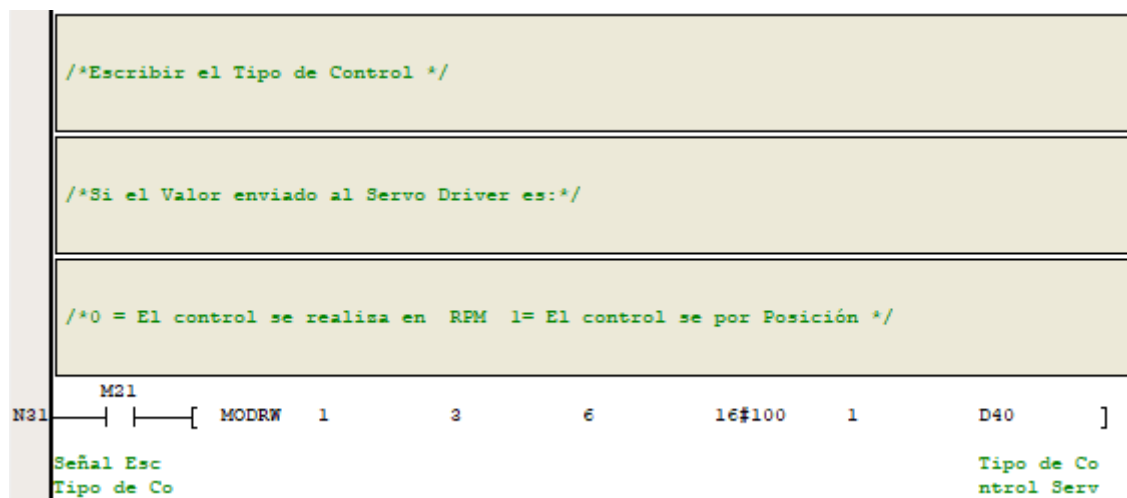 /*Escribir el Tipo de Control */
/*Si el Valor enviado al Servo Driver es:*/
/*0 = El control se realiza en  RPM  1= El control se por Posición */
M21
N31 [ MODRW 1 3 6 16#100 1 D40 ]
Señal Esc Tipo de Co
Tipo de Co ntrol Serv